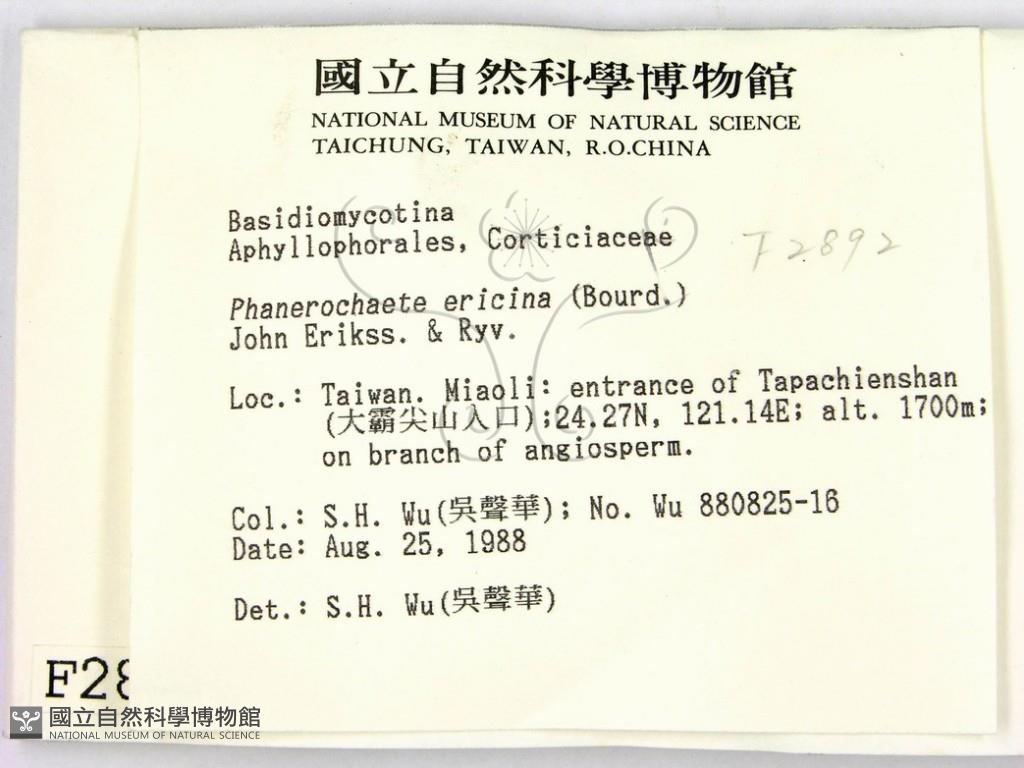 國立自然科學博物館
NATIONAL MUSEUM OF NATURAL SCIENCE
TAICHUNG, TAIWAN, R.O.CHINA
Basidiomycotina
Aphyllophorales, Corticiaceae
F2892
Phanerochaete ericina (Bourd.)
John Erikss. & Ryv.
Loc.: Taiwan. Miaoli: entrance of Tapachienshan
(大霸尖山入口);24.27N, 121.14E; alt. 1700m;
on branch of angiosperm.
Col.: S.H. Wu(吳聲華); No. Wu 880825-16
Date: Aug. 25, 1988
Det.: S.H. Wu(吳聲華)
F28
國立自然科學博物館
NATIONAL MUSEUM OF NATURAL SCIENCE